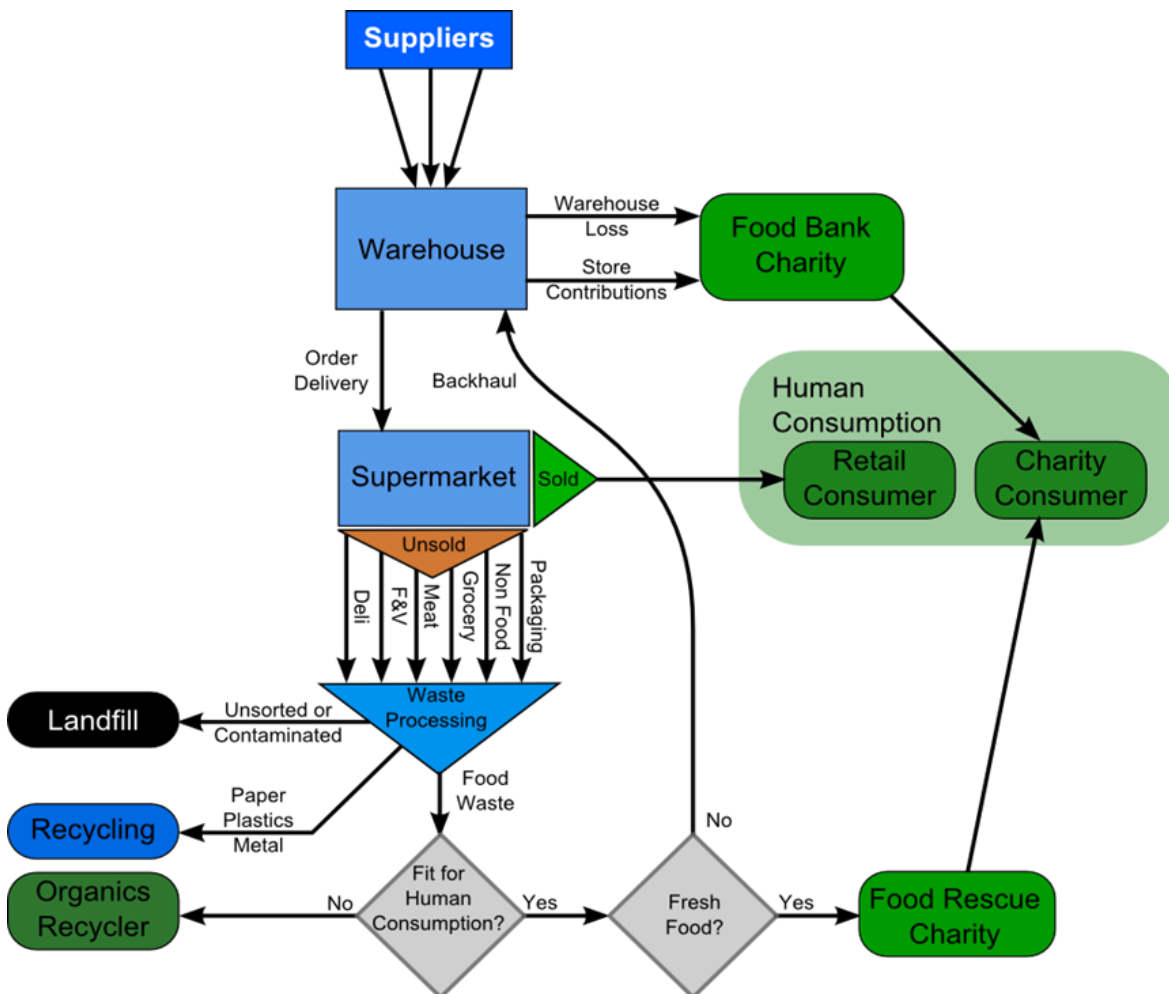 Suppliers
Warehouse
Warehouse
Loss
Store
Contributions
Food Bank
Charity
Order
Delivery
Backhaul
Human
Consumption
Supermarket
Sold
Retail
Consumer
Charity
Consumer
Unsold
Deli
F&V
Meat
Grocery
Non Food
Packaging
Waste
Processing
Landfill
Unsorted or
Contaminated
Food
Waste
Paper
Plastics
Metal
Recycling
No
Fit for
Human
Consumption?
Organics
Recycler
No
Yes
Fresh
Food?
Yes
Food Rescue
Charity